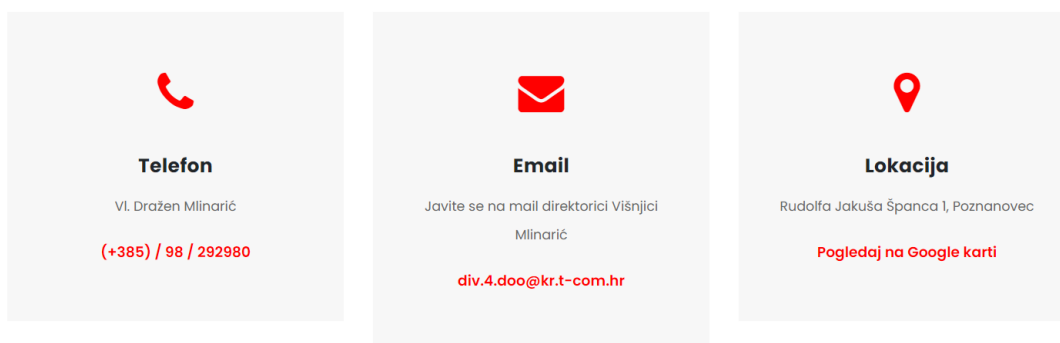 Telefon
Vl. Dražen Mlinarić
(+385) / 98 / 292980
Email
Javite se na mail direktorici Višnjici
Mlinarić
div.4.doo@kr.t-com.hr
Lokacija
Rudolfa Jakuša Španca 1, Poznanovec
Pogledaj na Google karti